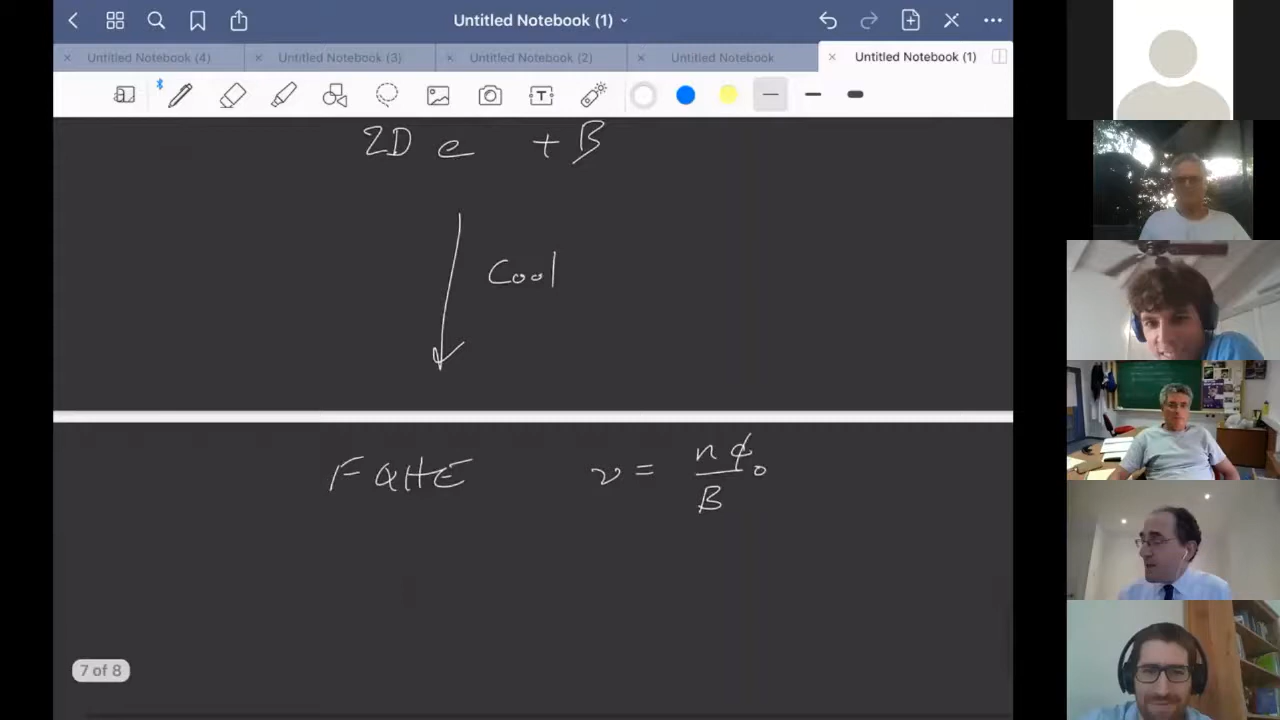 Untitled Notebook (1)
Untitled Notebook (4)
Untitled Notebook (3)
Untitled Notebook (2)
Untitled Notebook
Untitled Notebook (1)
T
2D e + B
Cool
FQHE ν = nϕ₀/B
7 of 8